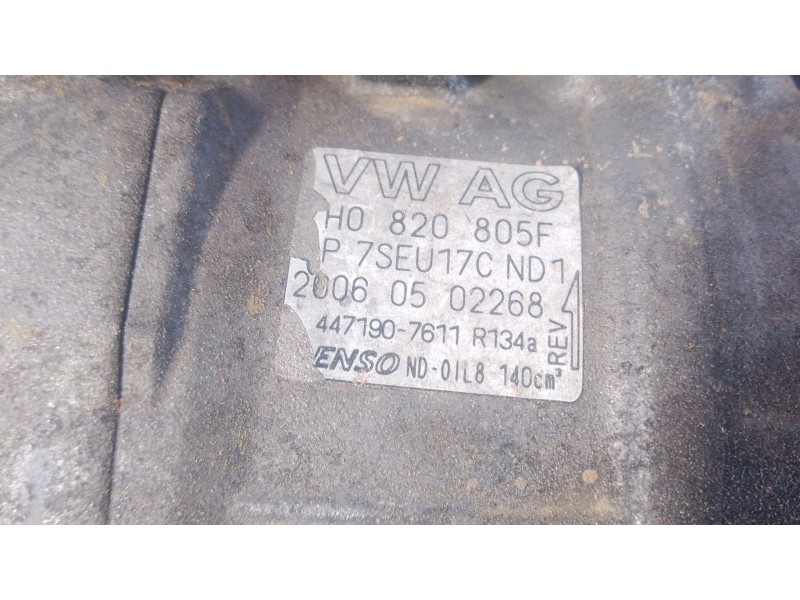 VW AG
H0 820 805F
P 7SEU17C ND1
2006 05 02268
447190-7611 R134a
ENSO ND-OIL8 140cm³
REV